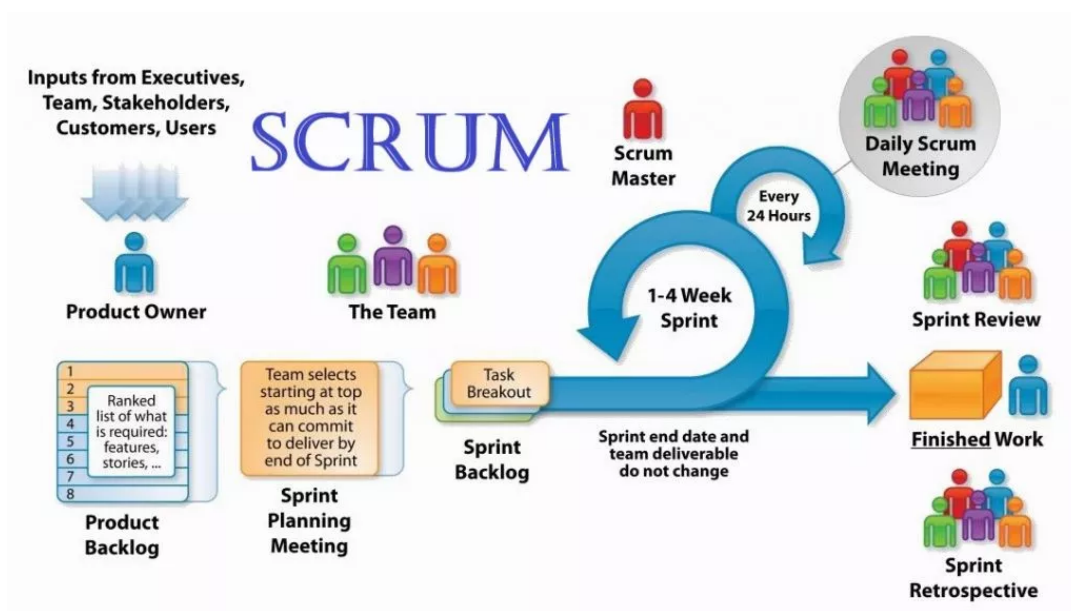 Inputs from Executives,
Team, Stakeholders,
Customers, Users
SCRUM
Scrum
Master
Daily Scrum
Meeting
Every
24 Hours
Product Owner
The Team
1-4 Week
Sprint
Sprint Review
1
2
3
4
5
6
7
8
Ranked
list of what
is required:
features,
stories, ...
Product
Backlog
Team selects
starting at top
as much as it
can commit
to deliver by
end of Sprint
Sprint
Planning
Meeting
Task
Breakout
Sprint
Backlog
Sprint end date and
team deliverable
do not change
Finished Work
Sprint
Retrospective